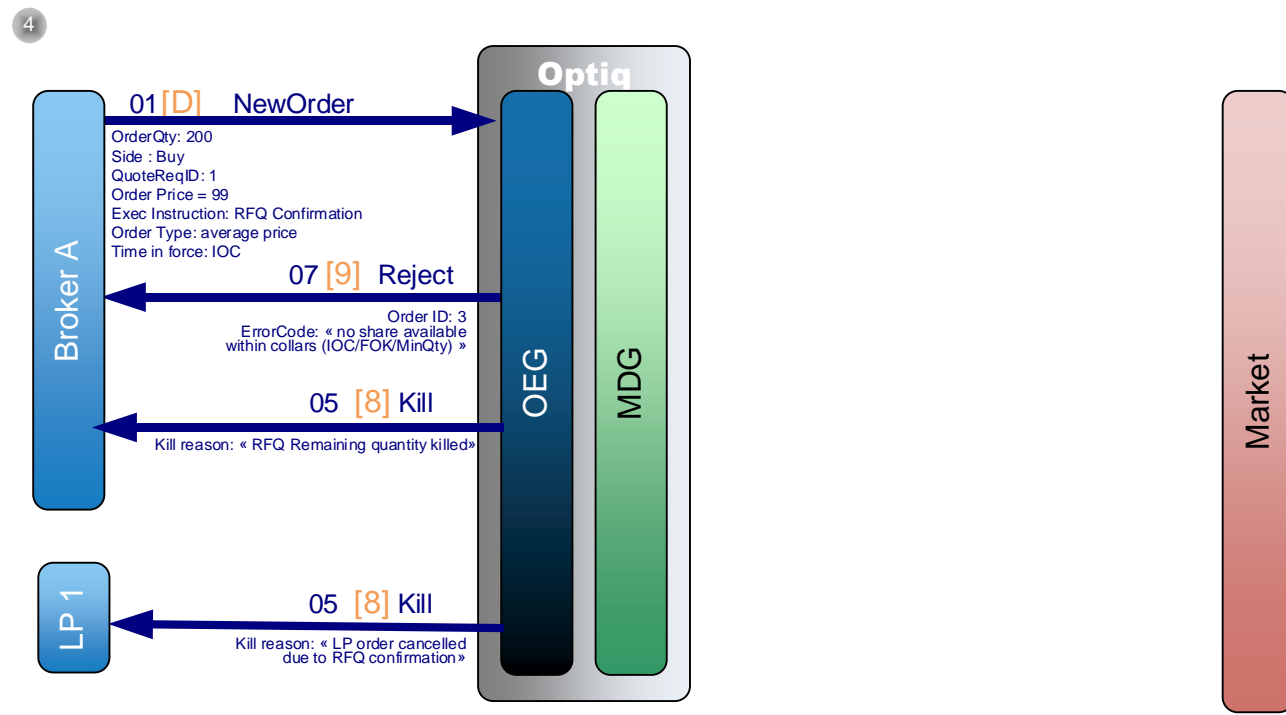 4
Optiq
01 [D] NewOrder
OrderQty: 200
Side : Buy
QuoteReqID: 1
Order Price = 99
Exec Instruction: RFQ Confirmation
Order Type: average price
Time in force: IOC
07 [9] Reject
Order ID: 3
ErrorCode: « no share available
within collars (IOC/FOK/MinQty) »
05 [8] Kill
Kill reason: « RFQ Remaining quantity killed»
05 [8] Kill
Kill reason: « LP order cancelled
due to RFQ confirmation»
Broker A
LP 1
OEG
MDG
Market